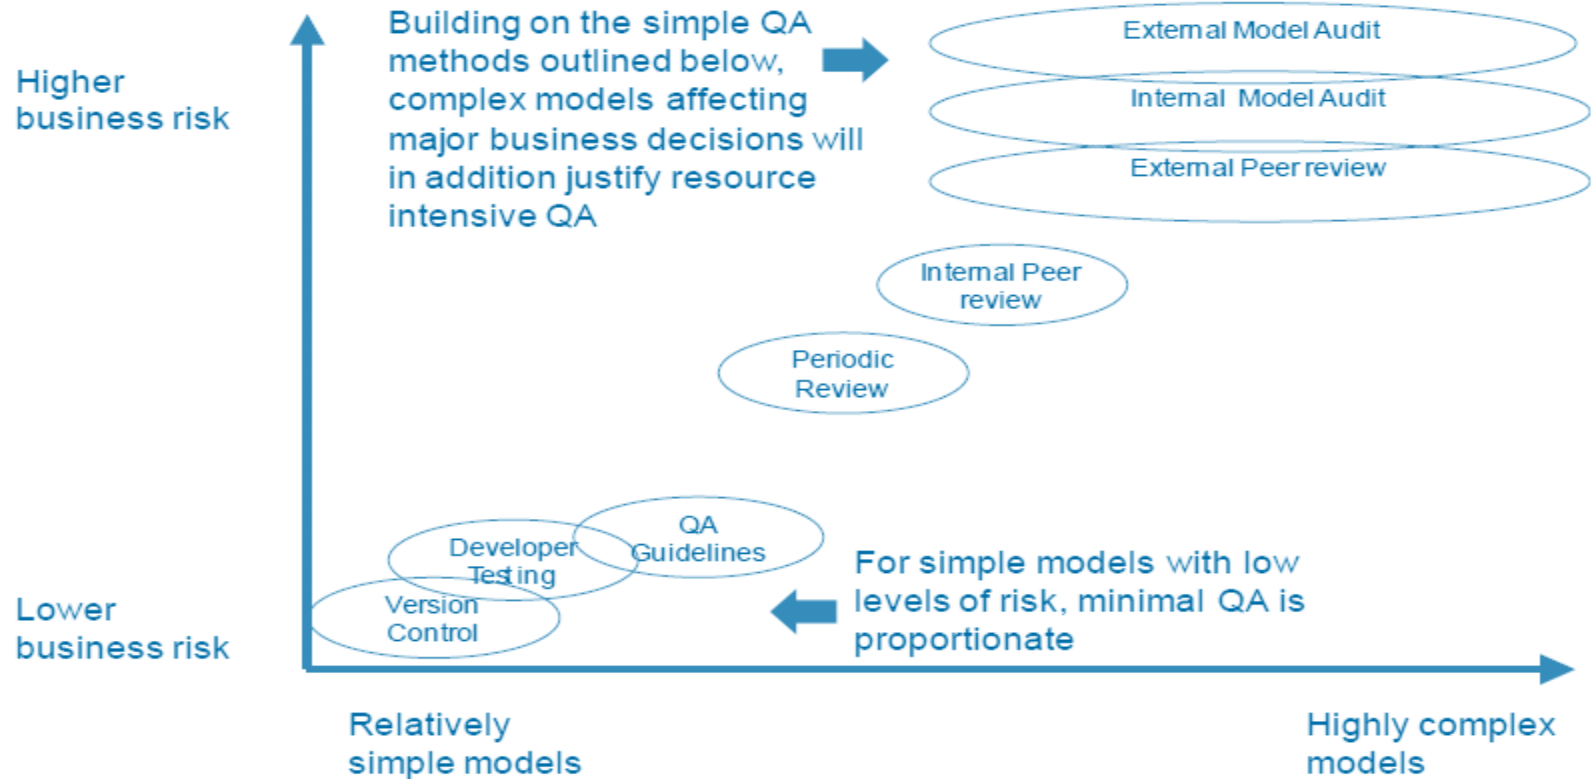 Building on the simple QA
methods outlined below,
complex models affecting
major business decisions will
in addition justify resource
intensive QA
External Model Audit
Internal Model Audit
External Peer review
Higher
business risk
Internal Peer
review
Periodic
Review
QA
Guidelines
Developer
Testing
Version
Control
For simple models with low
levels of risk, minimal QA is
proportionate
Lower
business risk
Relatively
simple models
Highly complex
models